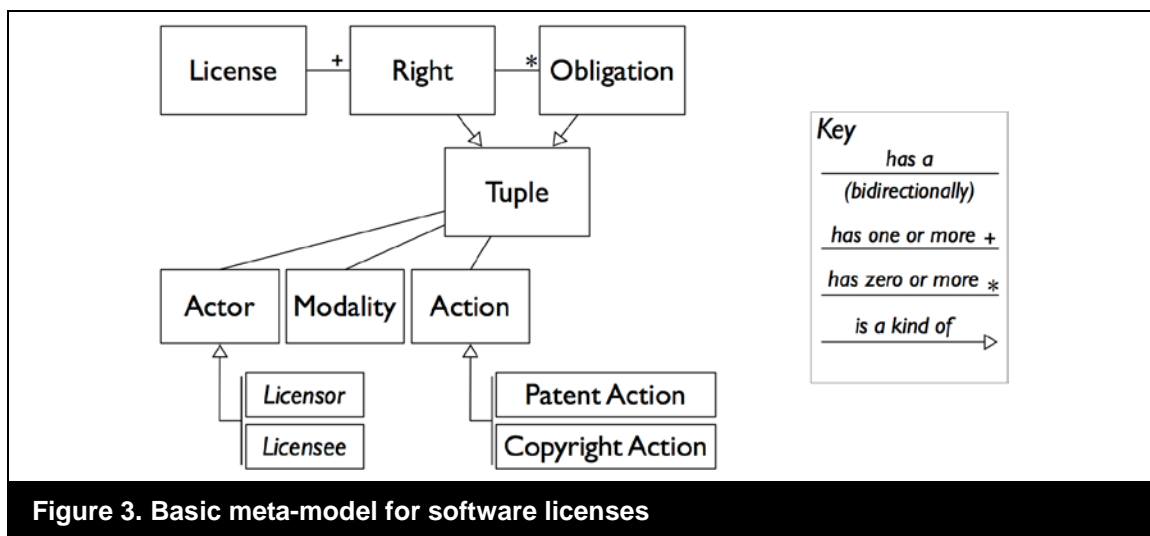 License
+
Right
*
Obligation
Tuple
Actor
Modality
Action
Licensor
Licensee
Patent Action
Copyright Action
Key
has a
(bidirectionally)
has one or more +
has zero or more *
is a kind of
Figure 3. Basic meta-model for software licenses